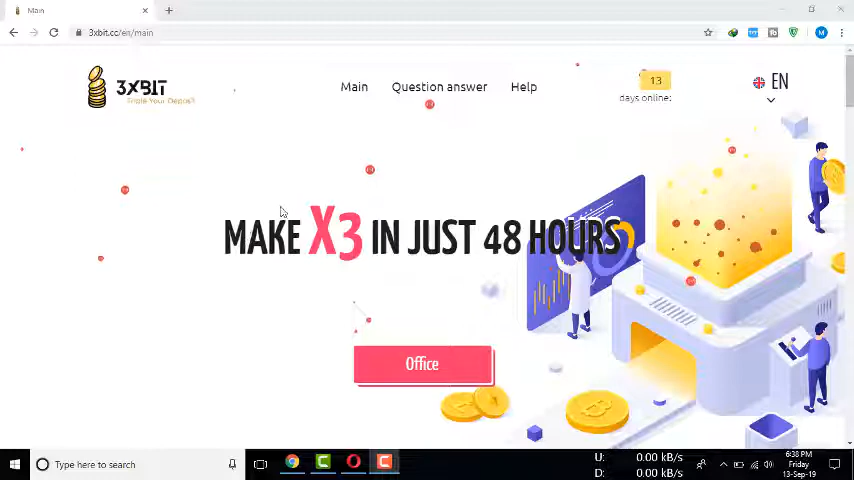 Main
3xbit.cc/en/main
3XBIT
Triple Your Deposit
Main Question answer Help
13
days online:
EN
MAKE X3 IN JUST 48 HOURS
Office
Type here to search
U: 0.00 kB/s
D: 0.00 kB/s
6:38 PM
Friday
13-Sep-19